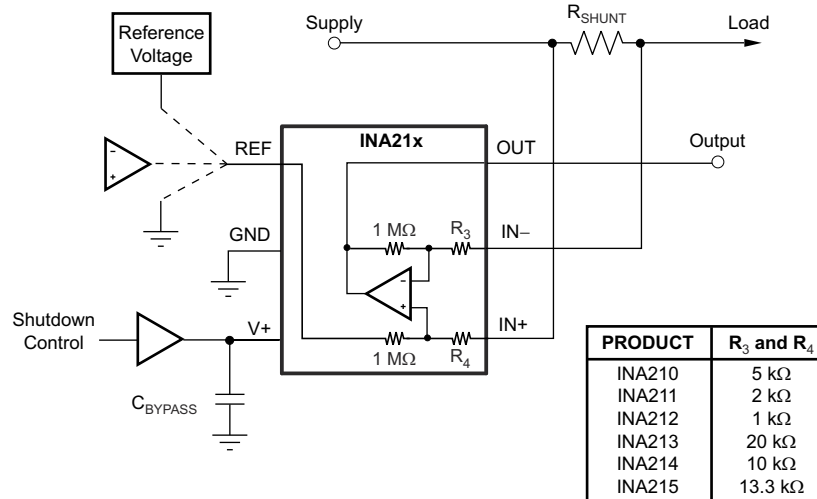 Supply
R_SHUNT
Load
Reference
Voltage
INA21x
REF
OUT
Output
-
+
GND
1 MΩ
R3
IN−
-
+
Shutdown
Control
V+
1 MΩ
R4
IN+
C_BYPASS
PRODUCT R3 and R4
INA210 5 kΩ
INA211 2 kΩ
INA212 1 kΩ
INA213 20 kΩ
INA214 10 kΩ
INA215 13.3 kΩ